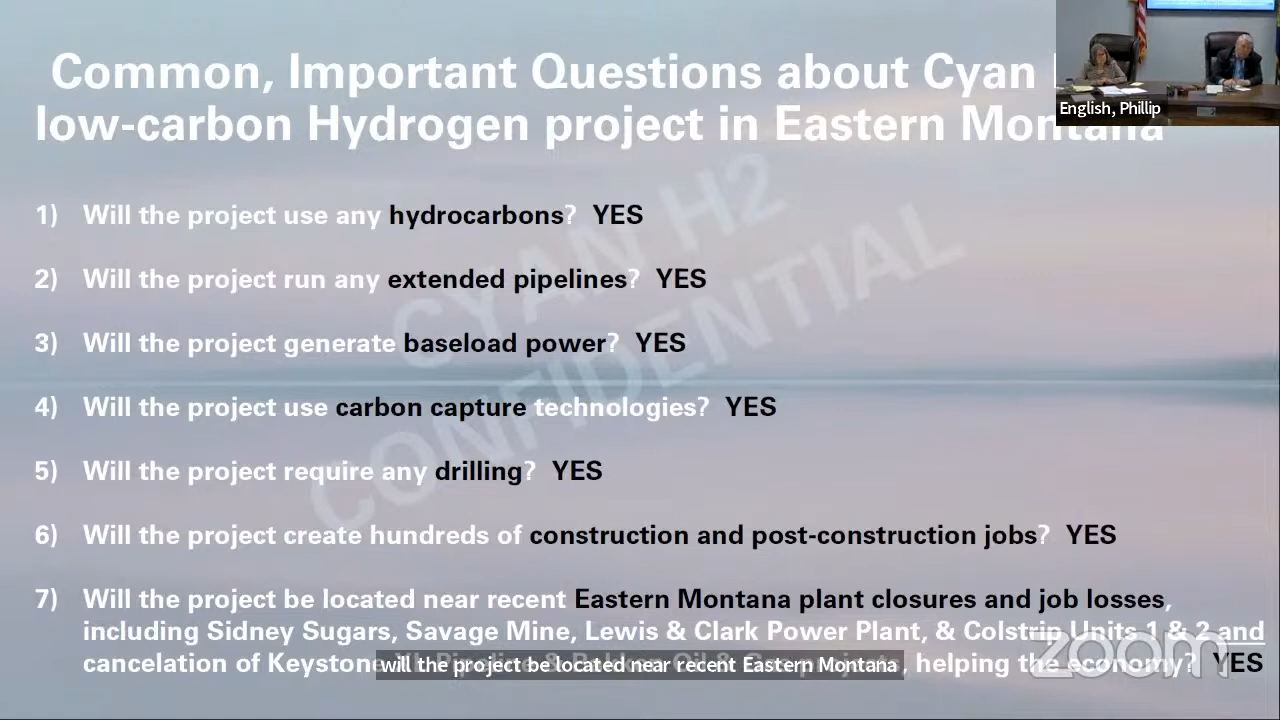 Common, Important Questions about Cyan
low-carbon Hydrogen project in Eastern Montana
English, Phillip
CYAN H2
CONFIDENTIAL
1) Will the project use any hydrocarbons? YES
2) Will the project run any extended pipelines? YES
3) Will the project generate baseload power? YES
4) Will the project use carbon capture technologies? YES
5) Will the project require any drilling? YES
6) Will the project create hundreds of construction and post-construction jobs? YES
7) Will the project be located near recent Eastern Montana plant closures and job losses,
including Sidney Sugars, Savage Mine, Lewis & Clark Power Plant, & Colstrip Units 1 & 2 and
cancelation of Keystone XL Pipeline & Bakken Oil & Gas projects, helping the economy? YES
will the project be located near recent Eastern Montana
zoom